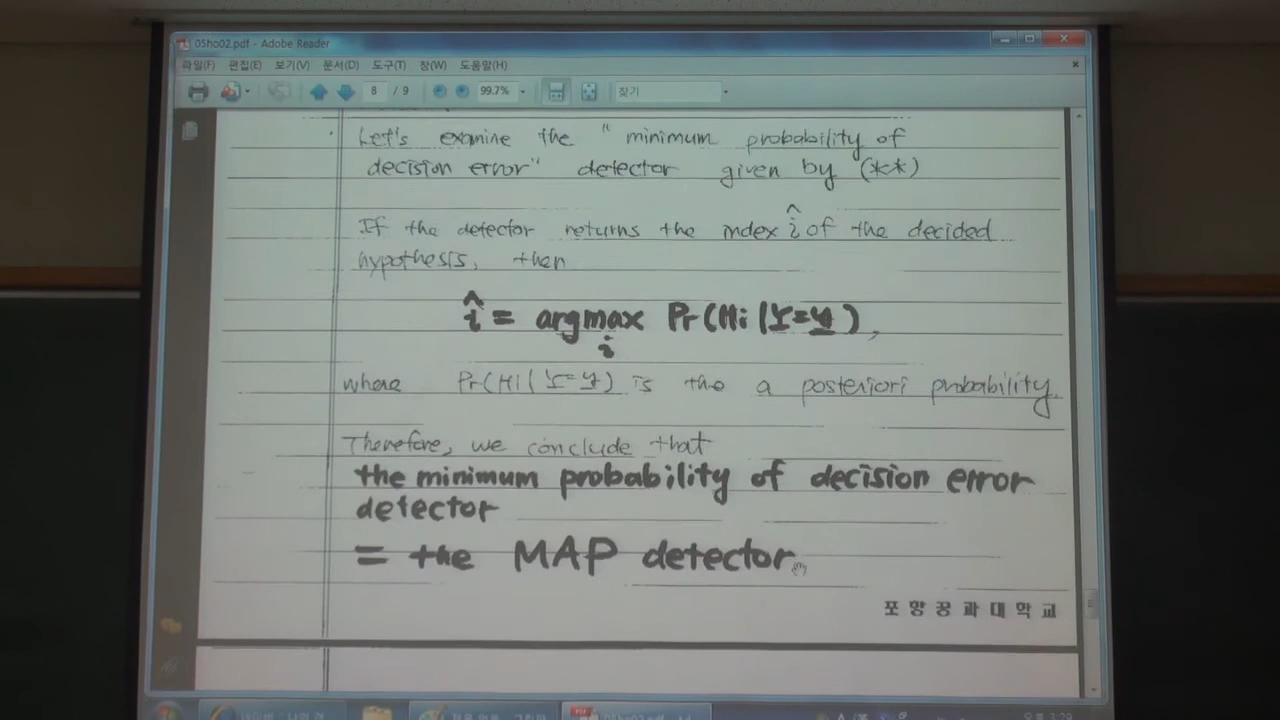 05ho02.pdf - Adobe Reader
파일(F) 편집(E) 보기(V) 문서(D) 도구(T) 창(W) 도움말(H)
8 / 9 99.7% 찾기
Let's examine the "minimum probability of
decision error" detector given by (**)
If the detector returns the index î of the decided
hypothesis, then
î = argmax Pr(Hi|Y=y),
i
where Pr(Hi|Y=y) is the a posteriori probability.
Therefore, we conclude that
the minimum probability of decision error
detector
= the MAP detector.
포항공과대학교